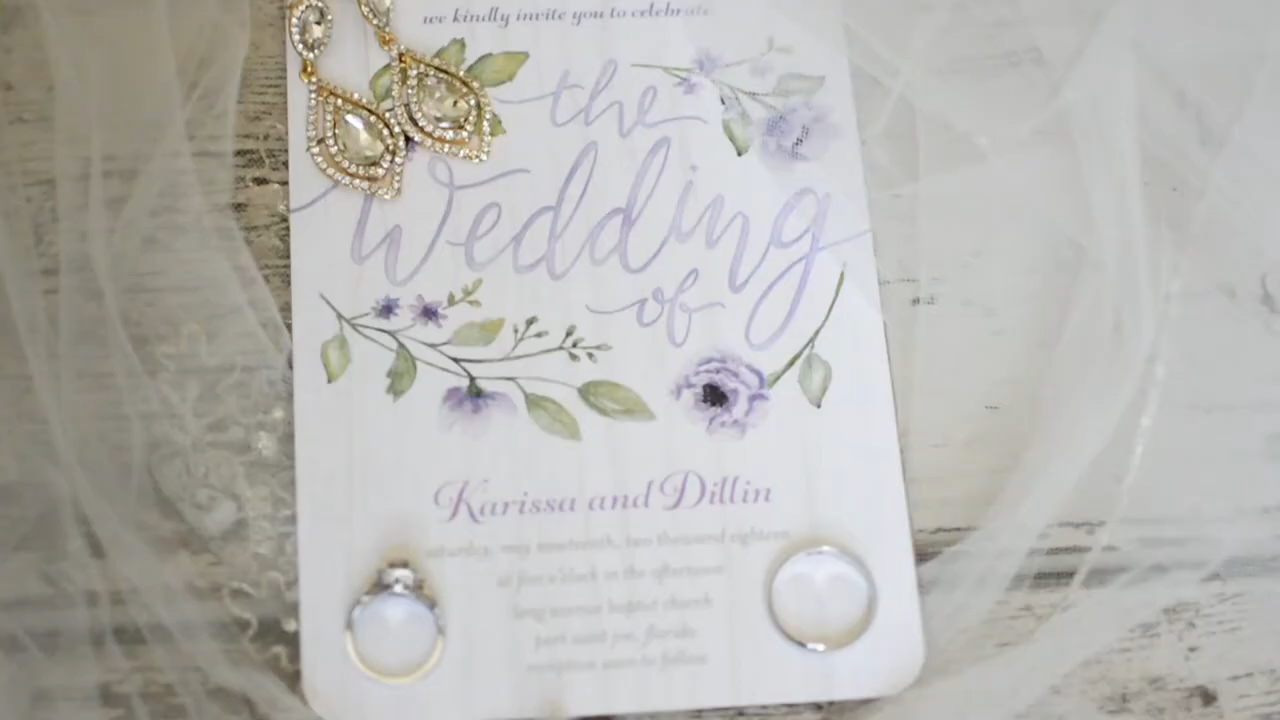 we kindly invite you to celebrate
the
Wedding
of
Karissa and Dillin
saturday, may nineteenth, two thousand eighteen
at five o'clock in the afternoon
long avenue baptist church
port saint joe, florida
reception soon to follow